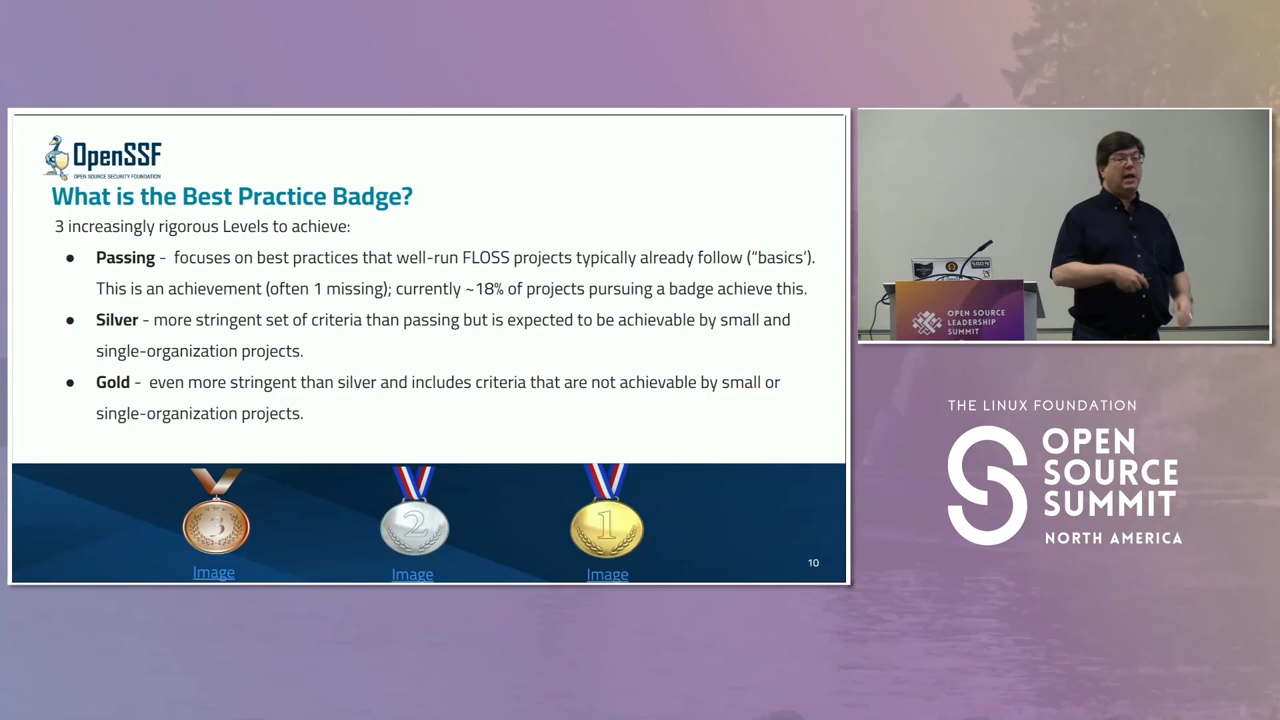 OpenSSF
OPEN SOURCE SECURITY FOUNDATION
What is the Best Practice Badge?
3 increasingly rigorous Levels to achieve:
● Passing - focuses on best practices that well-run FLOSS projects typically already follow (“basics’).
This is an achievement (often 1 missing); currently ~18% of projects pursuing a badge achieve this.
● Silver - more stringent set of criteria than passing but is expected to be achievable by small and
single-organization projects.
● Gold - even more stringent than silver and includes criteria that are not achievable by small or
single-organization projects.
3
2
1
Image
Image
Image
10
OPEN SOURCE
LEADERSHIP
SUMMIT
THE LINUX FOUNDATION
OPEN
SOURCE
SUMMIT
NORTH AMERICA